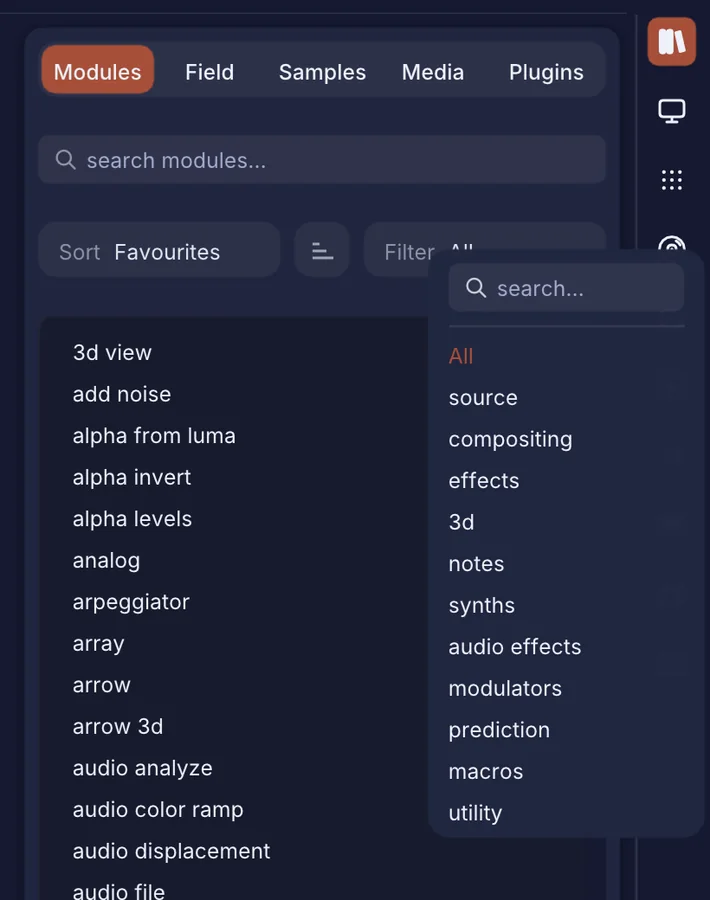 Modules Field Samples Media Plugins
search modules...
Sort Favourites
Filter All
search...
All
source
compositing
effects
3d
notes
synths
audio effects
modulators
prediction
macros
utility
3d view
add noise
alpha from luma
alpha invert
alpha levels
analog
arpeggiator
array
arrow
arrow 3d
audio analyze
audio color ramp
audio displacement
audio file